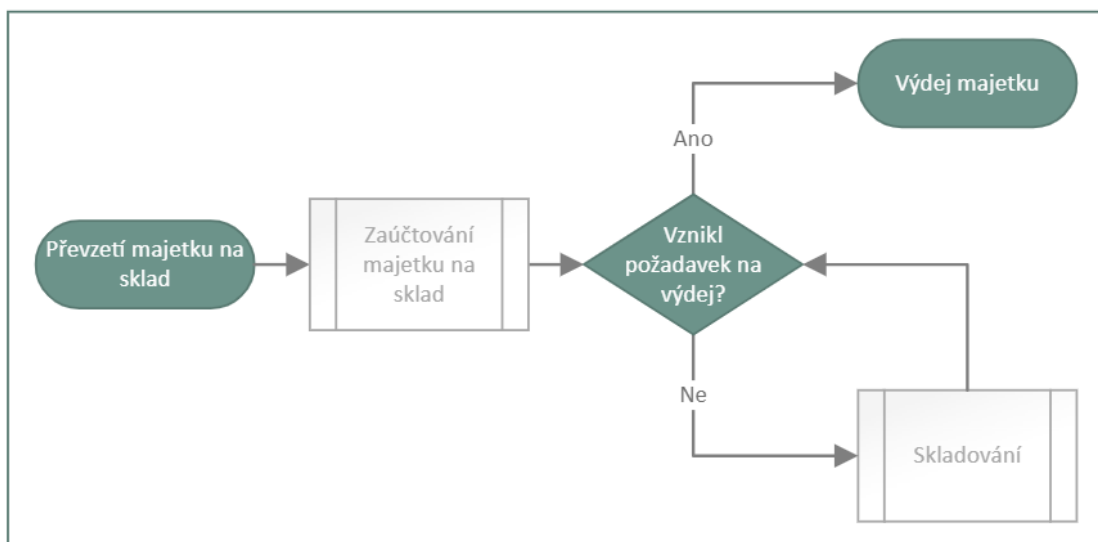 Výdej majetku
Ano
Převzetí majetku na
sklad
Zaúčtování
majetku na
sklad
Vznikl
požadavek na
výdej?
Ne
Skladování